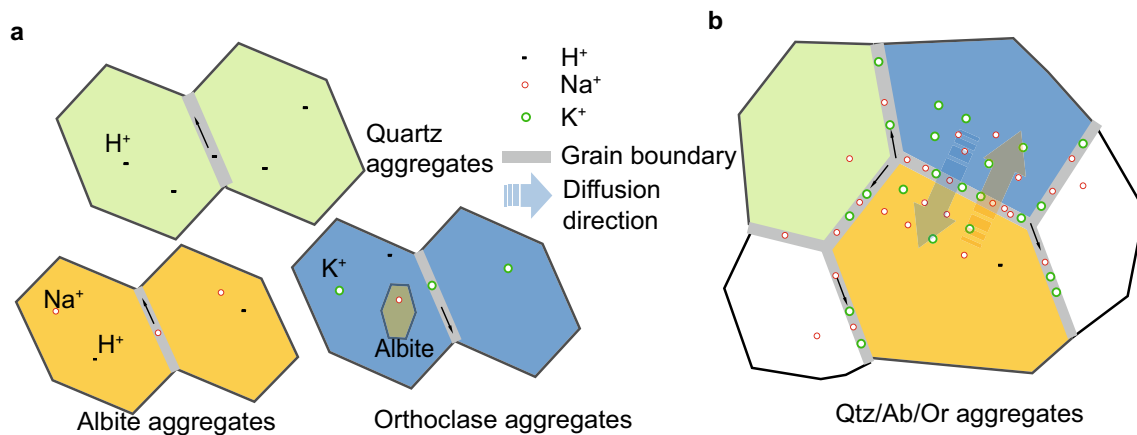 a
H⁺
Quartz
aggregates
H⁺
Na⁺
K⁺
Grain boundary
Diffusion
direction
Na⁺
H⁺
Albite aggregates
K⁺
Albite
Orthoclase aggregates
b
Qtz/Ab/Or aggregates